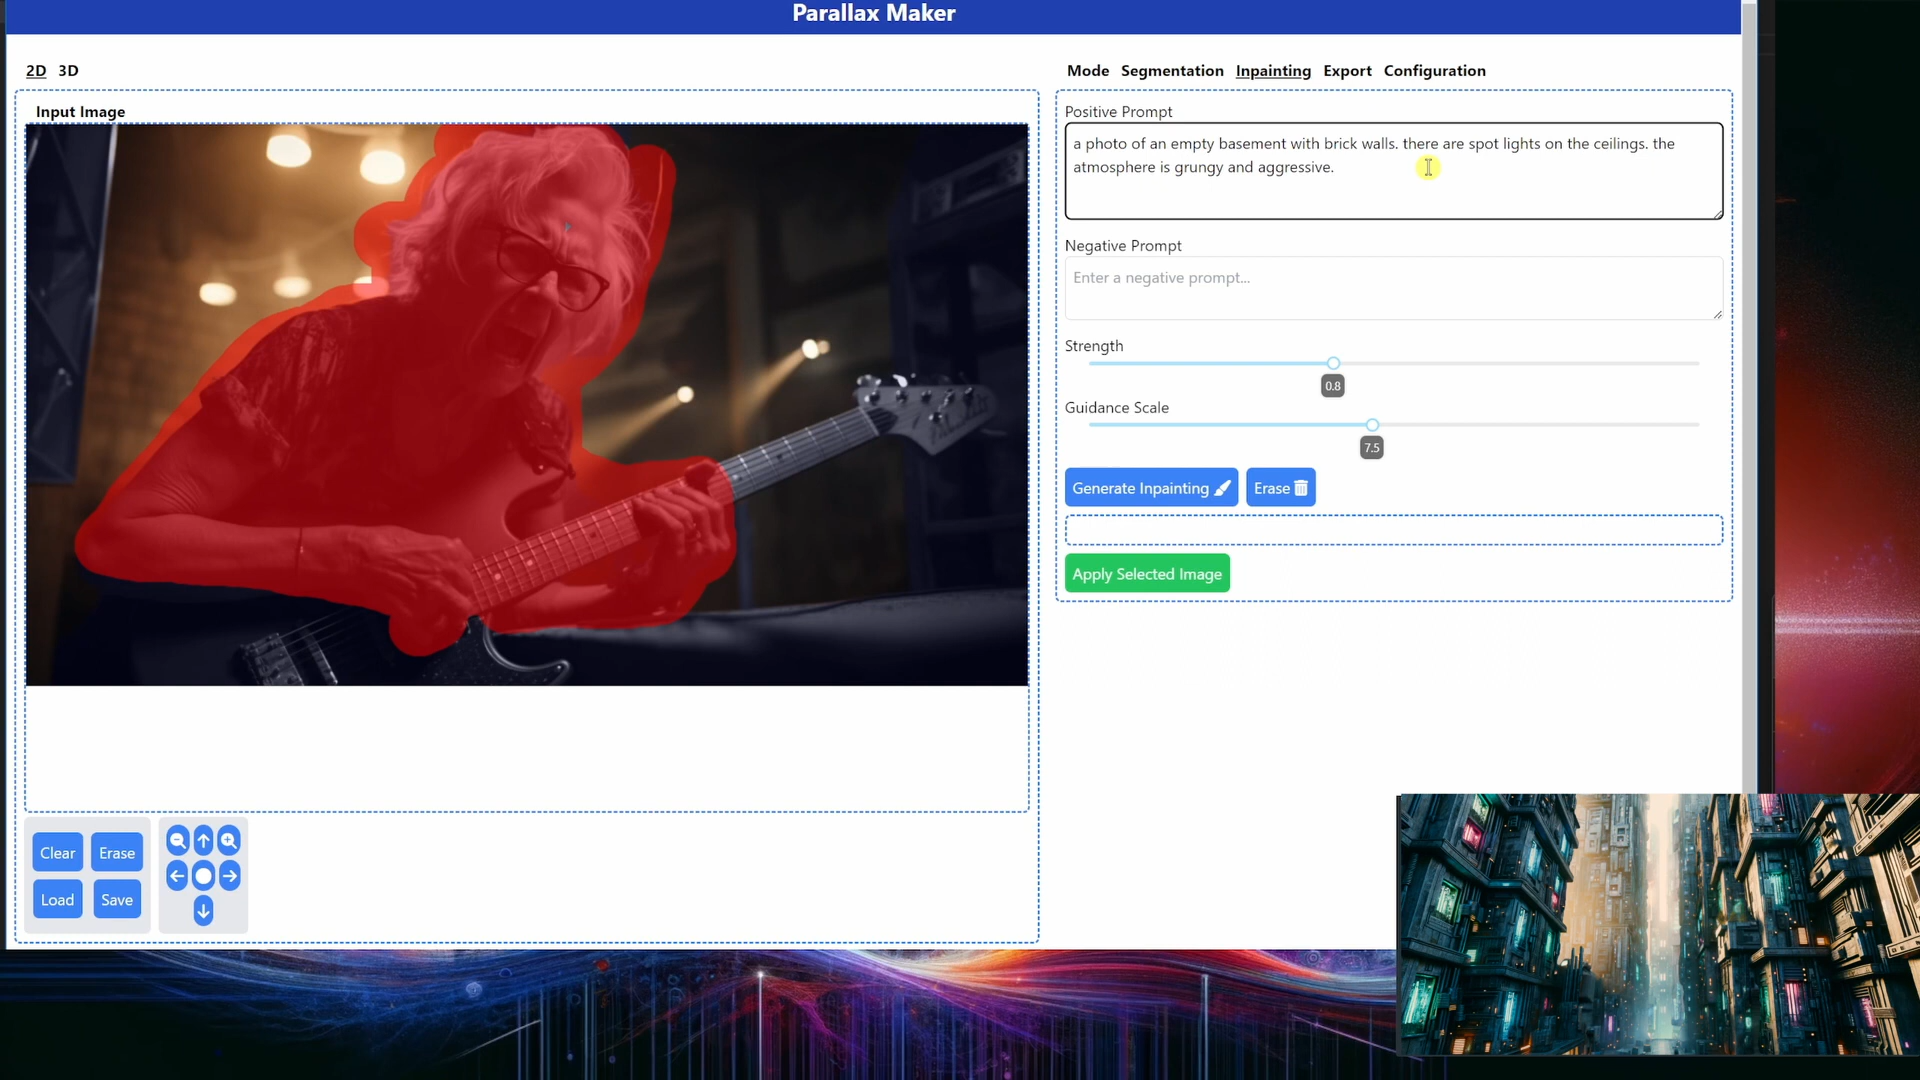 Parallax Maker
2D 3D
Mode Segmentation Inpainting Export Configuration
Input Image
Positive Prompt
a photo of an empty basement with brick walls. there are spot lights on the ceilings. the
atmosphere is grungy and aggressive.
Negative Prompt
Enter a negative prompt...
Strength
0.8
Guidance Scale
7.5
Generate Inpainting Erase
Apply Selected Image
Clear Erase
Load Save